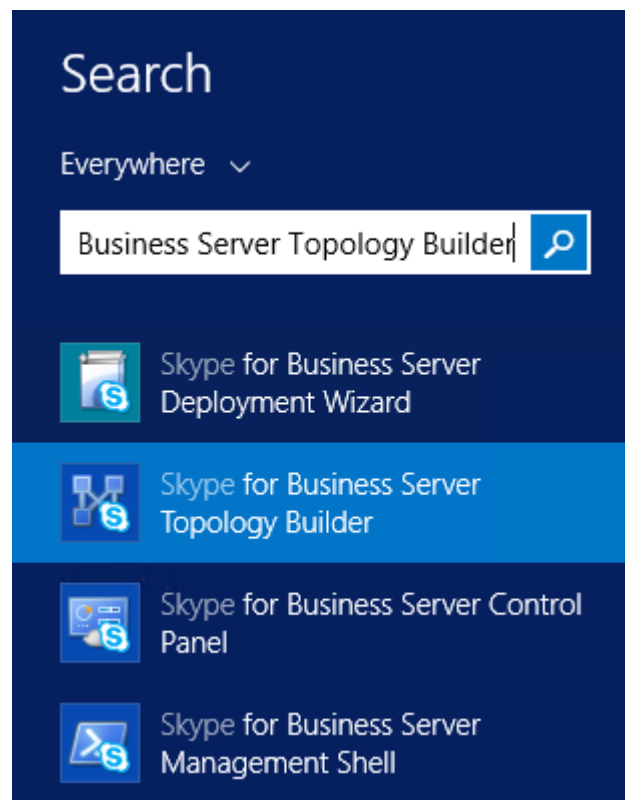 Search
Everywhere
Business Server Topology Builder
Skype for Business Server
Deployment Wizard
Skype for Business Server
Topology Builder
Skype for Business Server Control
Panel
Skype for Business Server
Management Shell